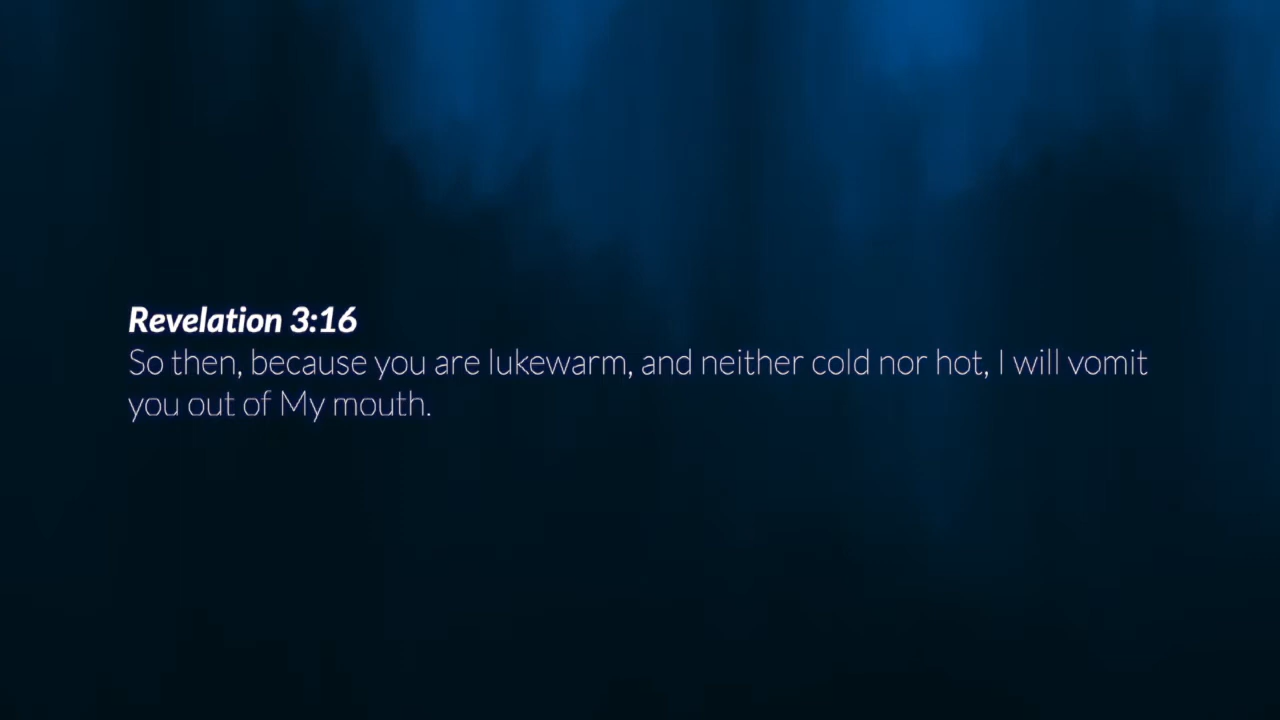 Revelation 3:16
So then, because you are lukewarm, and neither cold nor hot, I will vomit
you out of My mouth.